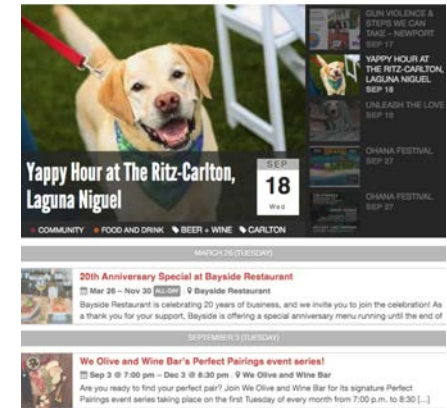 GUN VIOLENCE &
STEPS WE CAN
TAKE – NEWPORT
SEP 17
YAPPY HOUR AT
THE RITZ-CARLTON,
LAGUNA NIGUEL
SEP 18
UNLEASH THE LOVE
SEP 19
OHANA FESTIVAL
SEP 27
OHANA FESTIVAL
SEP 27
Yappy Hour at The Ritz-Carlton,
Laguna Niguel
SEP
18
Wed
COMMUNITY FOOD AND DRINK BEER + WINE CARLTON
MARCH 26 (TUESDAY)
20th Anniversary Special at Bayside Restaurant
Mar 26 – Nov 30 ALL-DAY Bayside Restaurant
Bayside Restaurant is celebrating 20 years of business, and we invite you to join the celebration! As
a thank you for your support, Bayside is offering a special anniversary menu running until the end of
SEPTEMBER 3 (TUESDAY)
We Olive and Wine Bar's Perfect Pairings event series!
Sep 3 @ 7:00 pm – Dec 3 @ 8:30 pm We Olive and Wine Bar
Are you ready to find your perfect pair? Join We Olive and Wine Bar for its signature Perfect
Pairings event series taking place on the first Tuesday of every month from 7:00 p.m. to 8:30 [...]